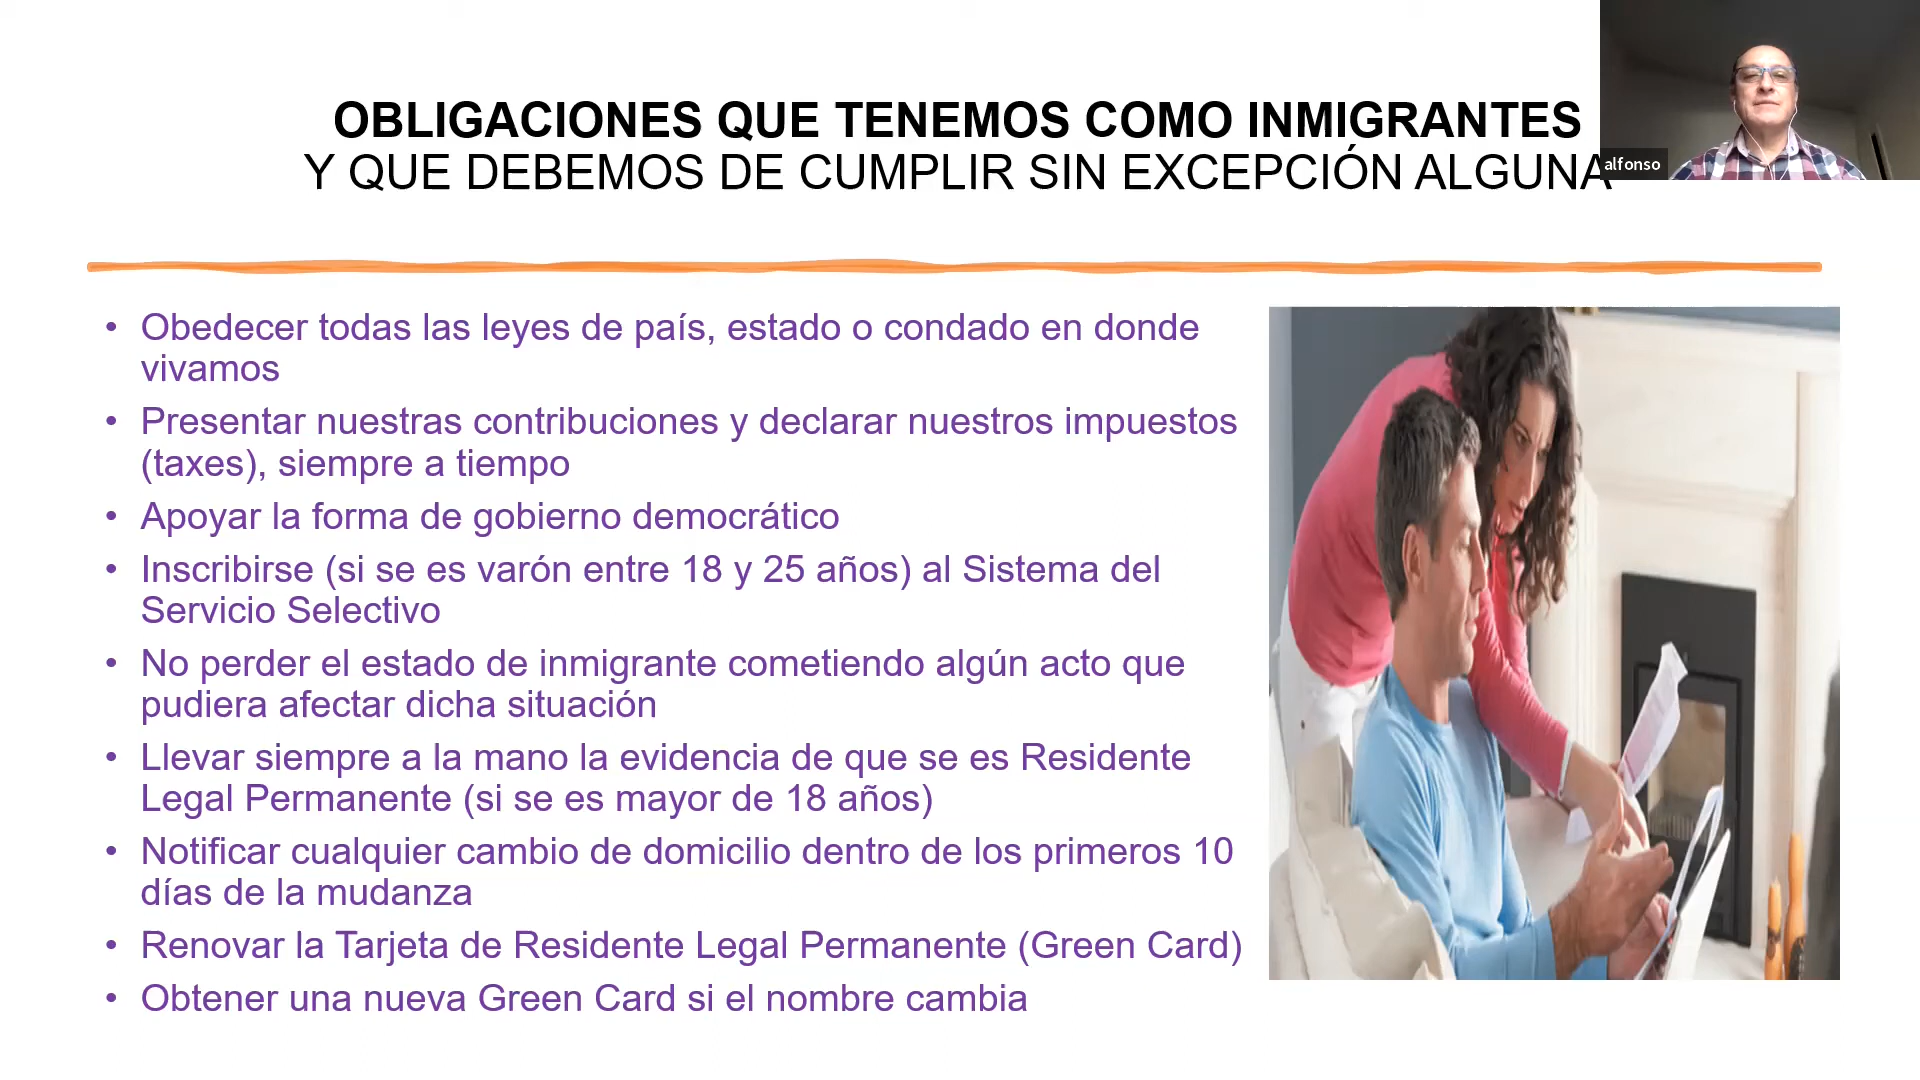 OBLIGACIONES QUE TENEMOS COMO INMIGRANTES
Y QUE DEBEMOS DE CUMPLIR SIN EXCEPCIÓN ALGUNA
alfonso
• Obedecer todas las leyes de país, estado o condado en donde
vivamos
• Presentar nuestras contribuciones y declarar nuestros impuestos
(taxes), siempre a tiempo
• Apoyar la forma de gobierno democrático
• Inscribirse (si se es varón entre 18 y 25 años) al Sistema del
Servicio Selectivo
• No perder el estado de inmigrante cometiendo algún acto que
pudiera afectar dicha situación
• Llevar siempre a la mano la evidencia de que se es Residente
Legal Permanente (si se es mayor de 18 años)
• Notificar cualquier cambio de domicilio dentro de los primeros 10
días de la mudanza
• Renovar la Tarjeta de Residente Legal Permanente (Green Card)
• Obtener una nueva Green Card si el nombre cambia